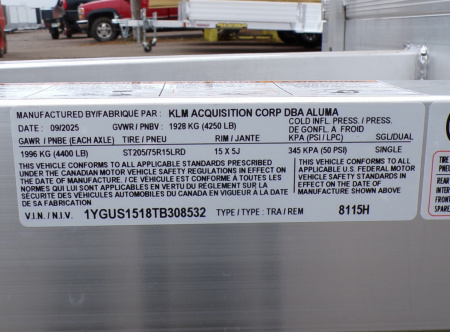 MANUFACTURED BY/FABRIQUÉ PAR : KLM ACQUISITION CORP DBA ALUMA
DATE : 09/2025 GVWR / PNBV : 1928 KG (4250 LB) COLD INFL. PRESS. / PRESS. DE GONFL. A FROID
GAWR / PNBE (EACH AXLE) TIRE/PNEU RIM / JANTE KPA (PSI / LPC) SGL/DUAL
1996 KG (4400 LB) ST205/75R15LRD 15 X 5J 345 KPA (50 PSI) SINGLE
THIS VEHICLE CONFORMS TO ALL APPLICABLE STANDARDS PRESCRIBED
UNDER THE CANADIAN MOTOR VEHICLE SAFETY REGULATIONS IN EFFECT ON
THE DATE OF MANUFACTURE. / CE VÉHICULE EST CONFORME A TOUTES LES
NORMES QUI LUI SONT APPLICABLES EN VERTU DU RÈGLEMENT SUR LA
SÉCURITÉ DES VÉHICULES AUTOMOBILES DU CANADA EN VIGUEUR A LA DATE
DE SA FABRICATION
THIS VEHICLE CONFORMS TO ALL
APPLICABLE U.S. FEDERAL MOTOR
VEHICLE SAFETY STANDARDS IN
EFFECT ON THE DATE OF
MANUFACTURE SHOWN ABOVE
V.I.N. / N.I.V. 1YGUS1518TB308532 TYPE / TYPE : TRA / REM 8115H
TIRE
PNEU
FRONT
SPARE